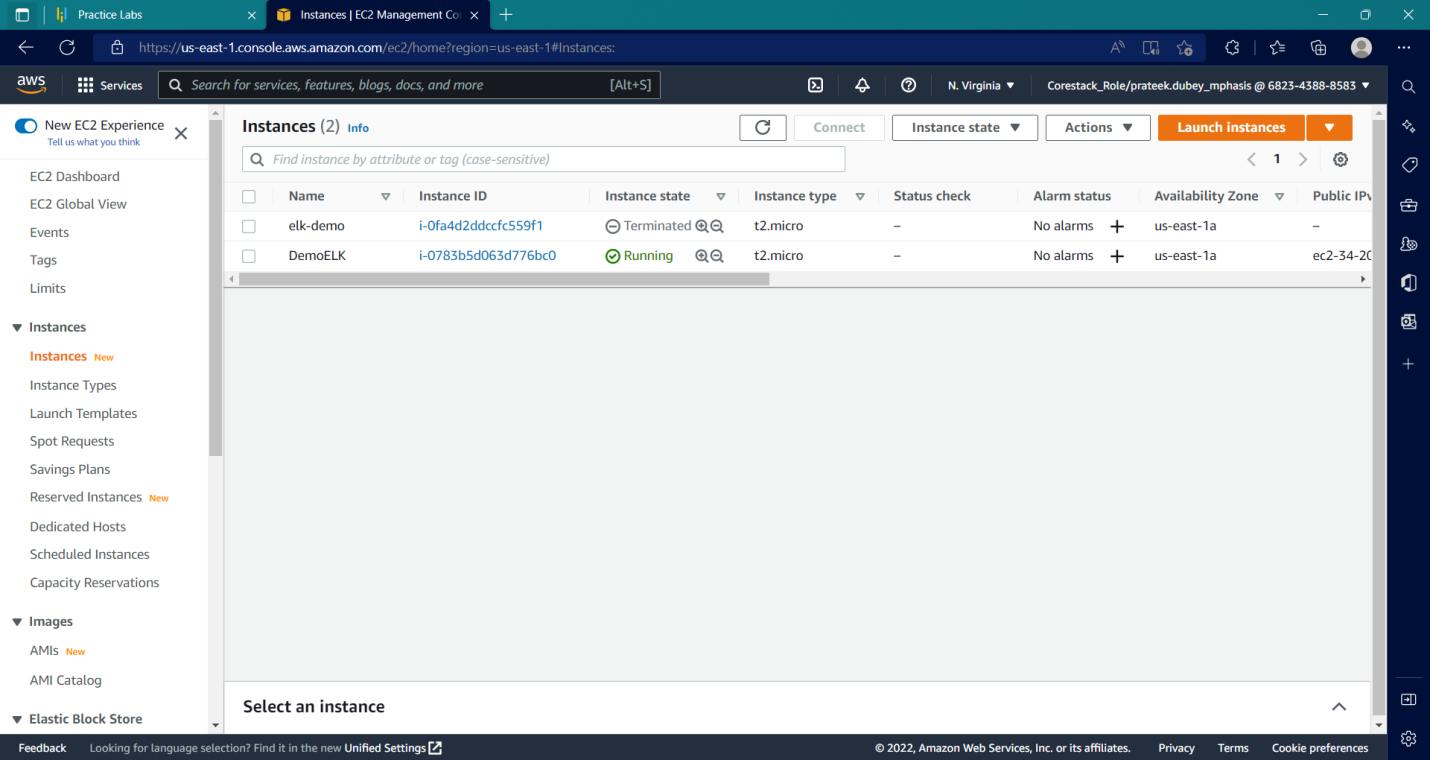 Practice Labs
Instances | EC2 Management Co
https://us-east-1.console.aws.amazon.com/ec2/home?region=us-east-1#Instances:
aws
Services
Search for services, features, blogs, docs, and more
[Alt+S]
N. Virginia
Corestack_Role/prateek.dubey_mphasis @ 6823-4388-8583
New EC2 Experience
Tell us what you think
EC2 Dashboard
EC2 Global View
Events
Tags
Limits
Instances
Instances New
Instance Types
Launch Templates
Spot Requests
Savings Plans
Reserved Instances New
Dedicated Hosts
Scheduled Instances
Capacity Reservations
Images
AMIs New
AMI Catalog
Elastic Block Store
Instances (2) Info
Connect
Instance state
Actions
Launch instances
Find instance by attribute or tag (case-sensitive)
1
Name Instance ID Instance state Instance type Status check Alarm status Availability Zone Public IPv
elk-demo i-0fa4d2ddccfc559f1 Terminated t2.micro – No alarms + us-east-1a –
DemoELK i-0783b5d063d776bc0 Running t2.micro – No alarms + us-east-1a ec2-34-20
Select an instance
Feedback
Looking for language selection? Find it in the new Unified Settings
© 2022, Amazon Web Services, Inc. or its affiliates.
Privacy
Terms
Cookie preferences